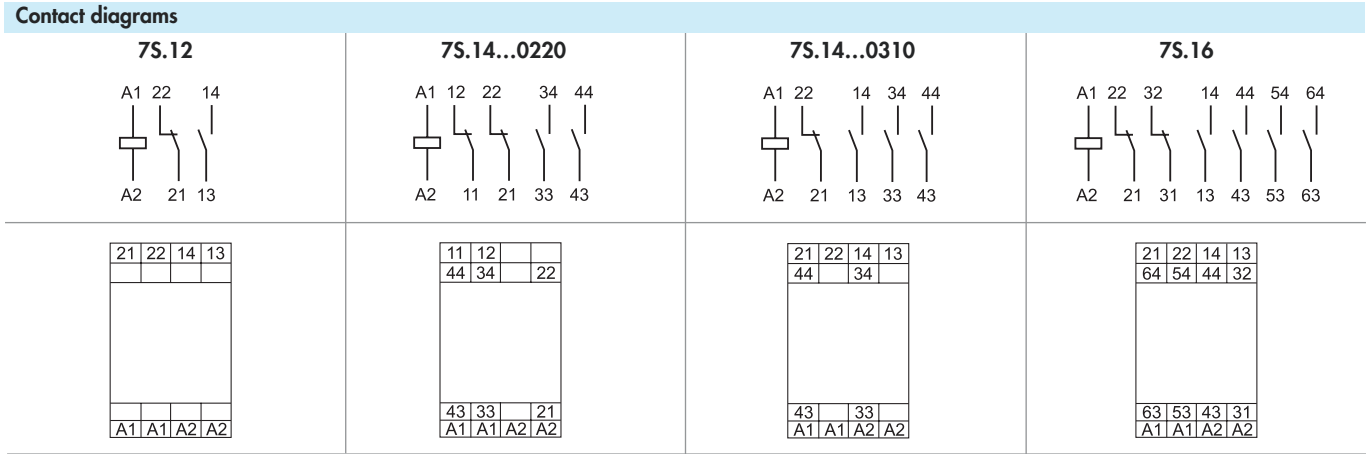 Contact diagrams
7S.12 7S.14...0220 7S.14...0310 7S.16
A1 22 14
A2 21 13
A1 12 22 34 44
A2 11 21 33 43
A1 22 14 34 44
A2 21 13 33 43
A1 22 32 14 44 54 64
A2 21 31 13 43 53 63
21 22 14 13
A1 A1 A2 A2
11 12
44 34 22
43 33 21
A1 A1 A2 A2
21 22 14 13
44 34
43 33
A1 A1 A2 A2
21 22 14 13
64 54 44 32
63 53 43 31
A1 A1 A2 A2